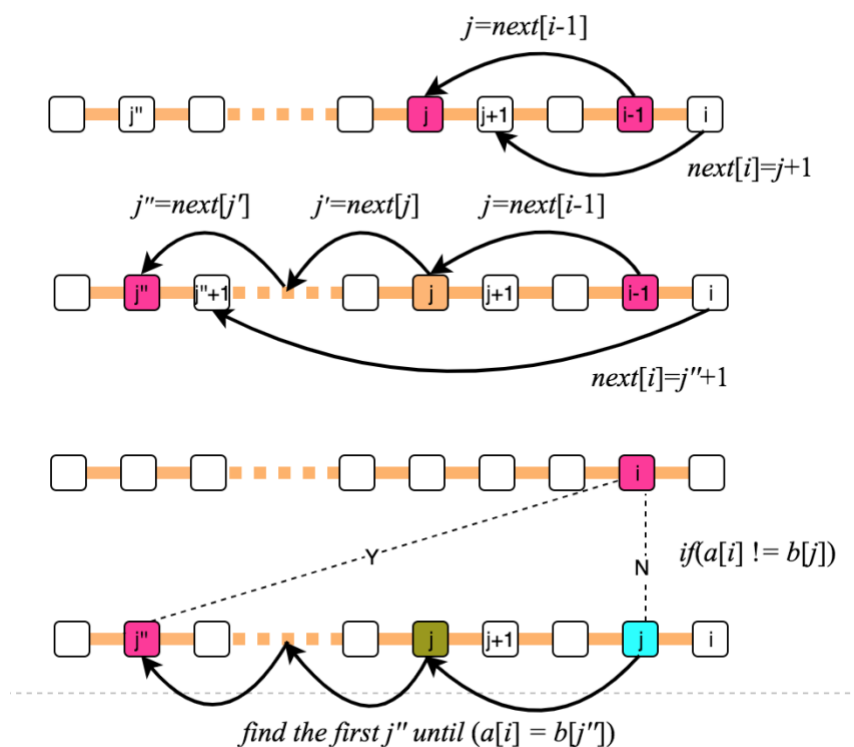 j=next[i-1]
j" j j+1 i-1 i
next[i]=j+1
j"=next[j'] j'=next[j] j=next[i-1]
j" j"+1 j j+1 i-1 i
next[i]=j"+1
i
Y
N
if(a[i] != b[j])
j" j j+1 j i
find the first j" until (a[i] = b[j"])